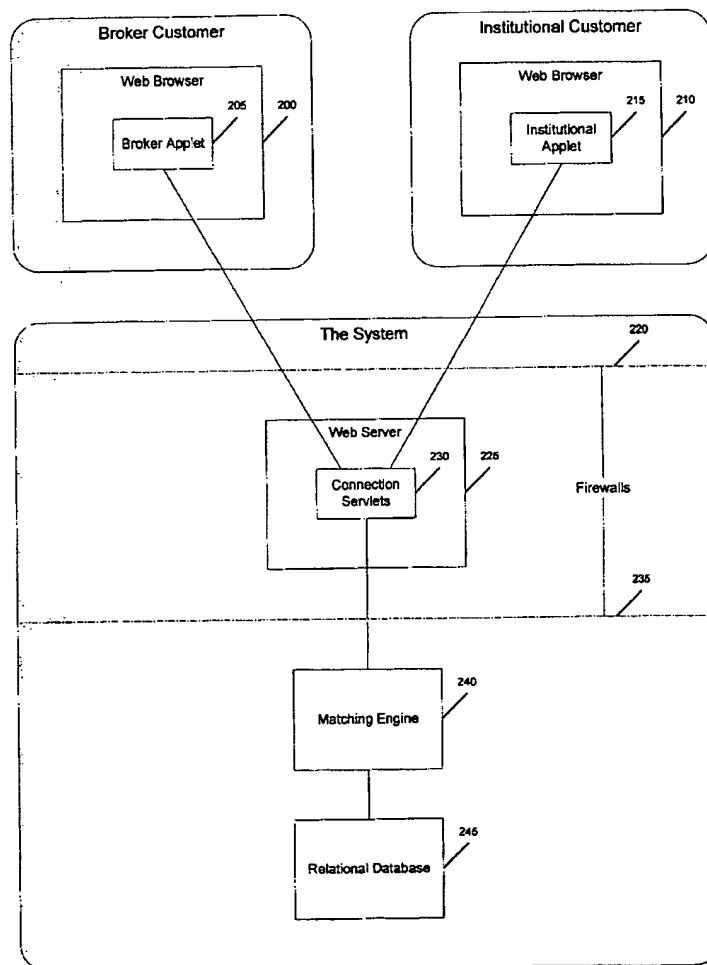 Broker Customer
Institutional Customer
Web Browser
Web Browser
205
200
215
210
Broker Applet
Institutional
Applet
The System
220
Web Server
230
225
Connection
Servlets
Firewalls
235
240
Matching Engine
245
Relational Database